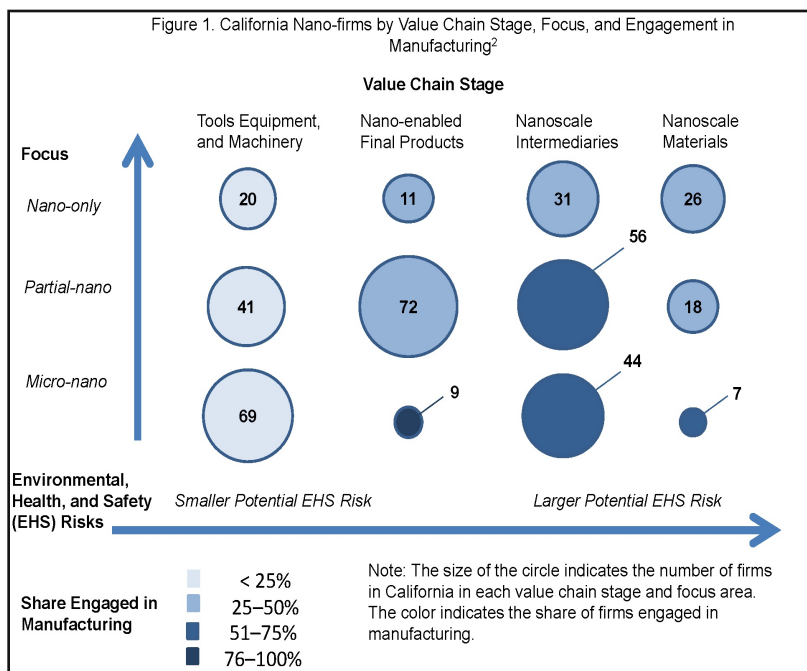 Figure 1. California Nano-firms by Value Chain Stage, Focus, and Engagement in
Manufacturing2
Value Chain Stage
Tools Equipment,
and Machinery
Nano-enabled
Final Products
Nanoscale
Intermediaries
Nanoscale
Materials
Focus
Nano-only
20
11
31
26
56
Partial-nano
41
72
18
44
Micro-nano
69
9
7
Environmental,
Health, and Safety
(EHS) Risks
Smaller Potential EHS Risk
Larger Potential EHS Risk
Share Engaged in
Manufacturing
< 25%
25–50%
51–75%
76–100%
Note: The size of the circle indicates the number of firms
in California in each value chain stage and focus area.
The color indicates the share of firms engaged in
manufacturing.